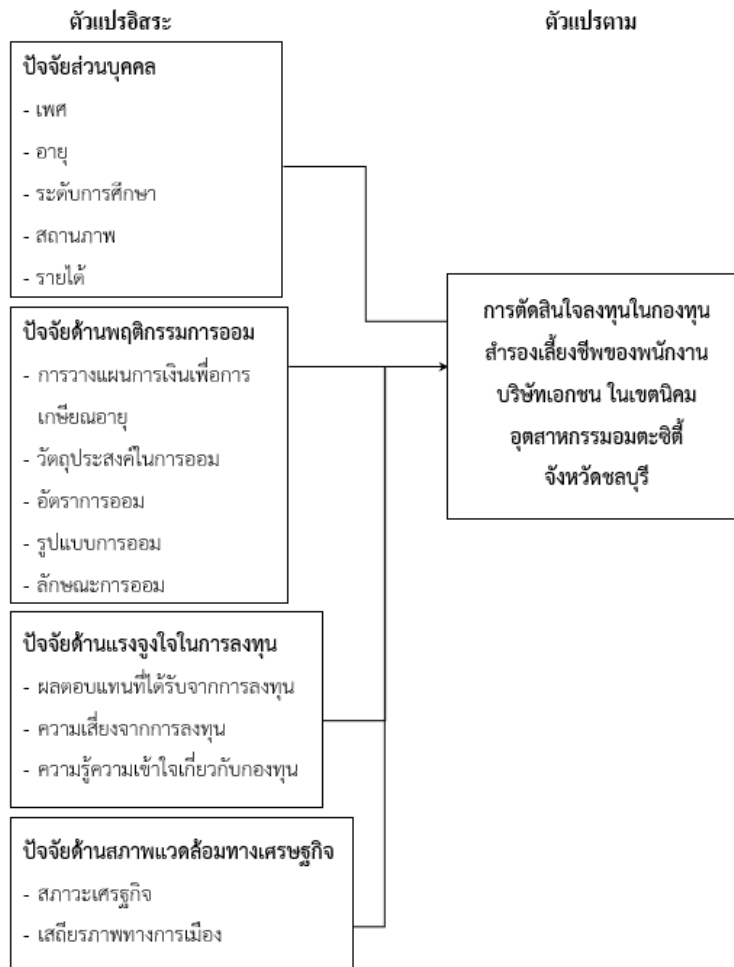 ตัวแปรอิสระ
ตัวแปรตาม
ปัจจัยส่วนบุคคล
- เพศ
- อายุ
- ระดับการศึกษา
- สถานภาพ
- รายได้
ปัจจัยด้านพฤติกรรมการออม
- การวางแผนการเงินเพื่อการ
เกษียณอายุ
- วัตถุประสงค์ในการออม
- อัตราการออม
- รูปแบบการออม
- ลักษณะการออม
ปัจจัยด้านแรงจูงใจในการลงทุน
- ผลตอบแทนที่ได้รับจากการลงทุน
- ความเสี่ยงจากการลงทุน
- ความรู้ความเข้าใจเกี่ยวกับกองทุน
ปัจจัยด้านสภาพแวดล้อมทางเศรษฐกิจ
- สภาวะเศรษฐกิจ
- เสถียรภาพทางการเมือง
การตัดสินใจลงทุนในกองทุน
สำรองเลี้ยงชีพของพนักงาน
บริษัทเอกชน ในเขตนิคม
อุตสาหกรรมอมตะซิตี้
จังหวัดชลบุรี